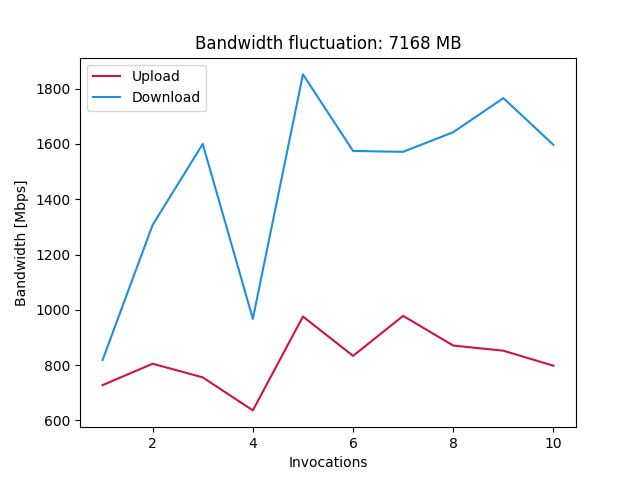 Bandwidth fluctuation: 7168 MB
Upload
Download
Bandwidth [Mbps]
1800
1600
1400
1200
1000
800
600
2 4 6 8 10
Invocations